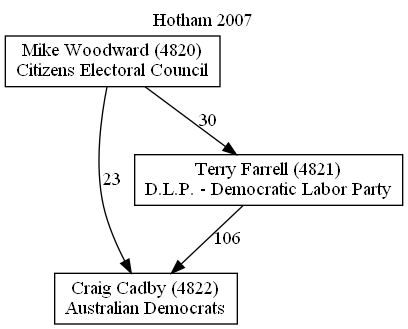 Hotham 2007
Mike Woodward (4820)
Citizens Electoral Council
30
Terry Farrell (4821)
D.L.P. - Democratic Labor Party
23
106
Craig Cadby (4822)
Australian Democrats